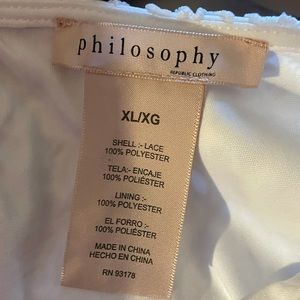 philosophy
REPUBLIC CLOTHING
XL/XG
SHELL :- LACE
100% POLYESTER
TELA:- ENCAJE
100% POLIÉSTER
LINING :-
100% POLYESTER
EL FORRO :-
100% POLIÉSTER
MADE IN CHINA
HECHO EN CHINA
RN 93178